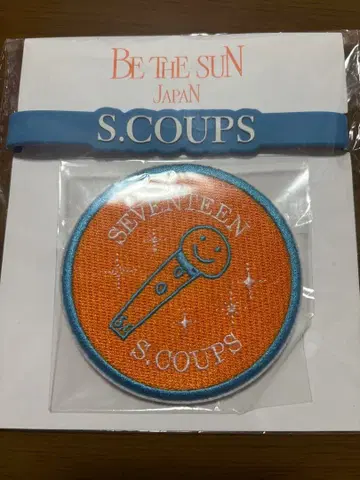 BE THE SUN
JAPAN
S.COUPS
SEVENTEEN
S.COUPS